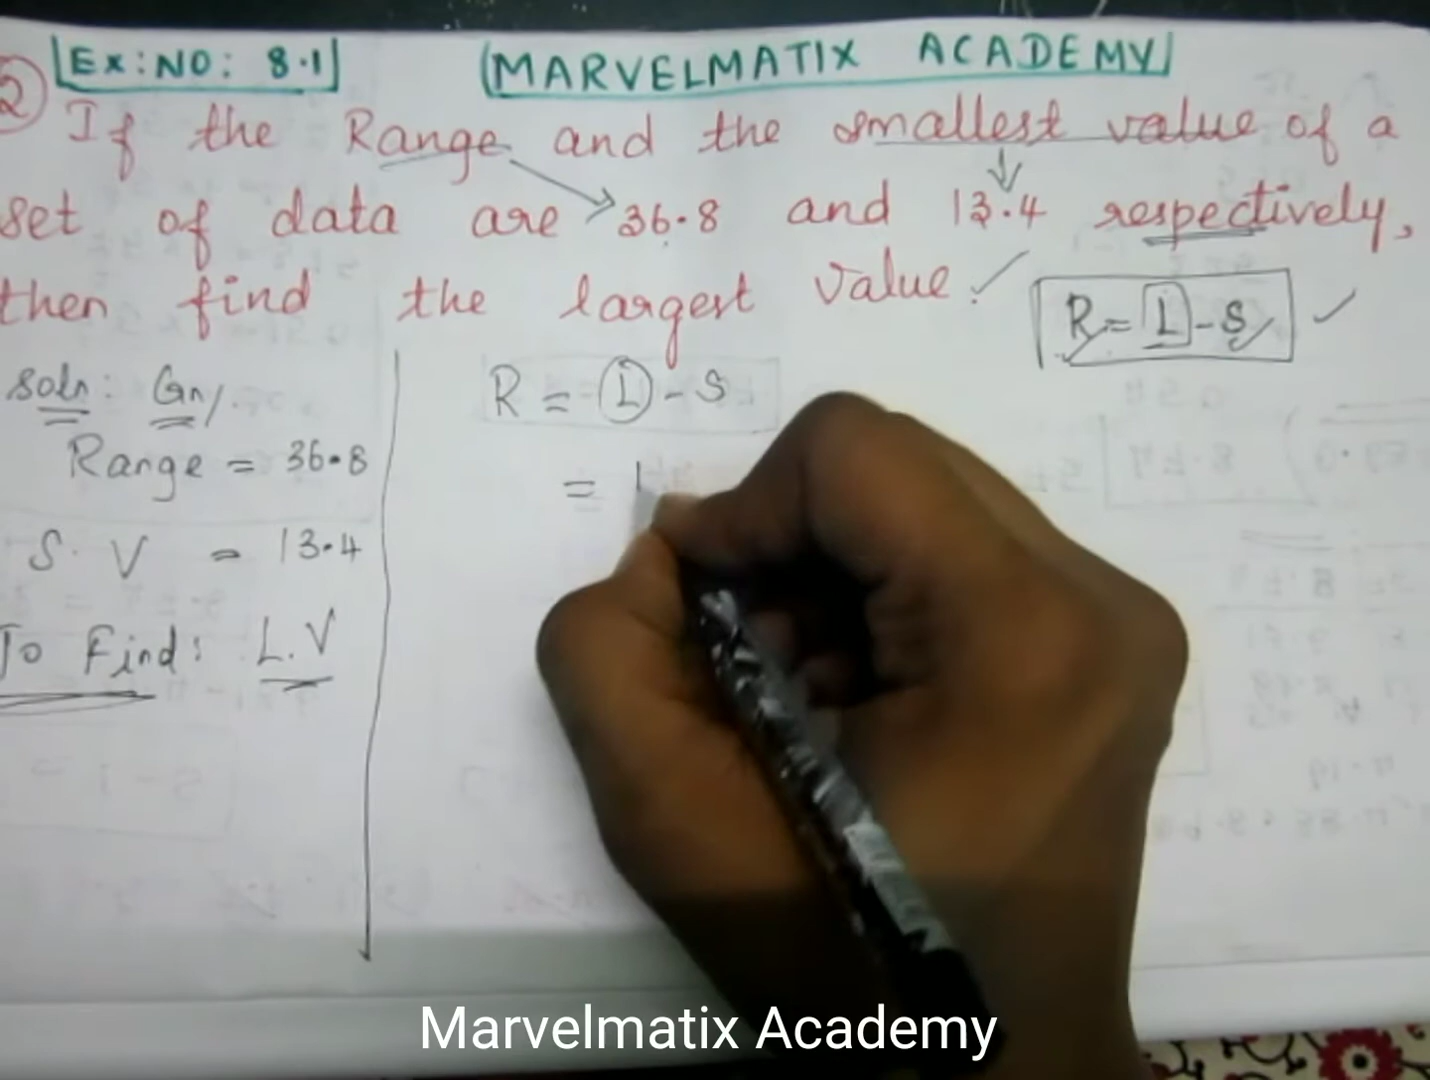 Ex:NO: 8.1
MARVELMATIX ACADEMY
2 If the Range and the smallest value of a
set of data are 36.8 and 13.4 respectively,
then find the largest value.
R = L - S
Soln: Gn/
Range = 36.8
S.V = 13.4
To Find: L.V
R = L - S
=
Marvelmatix Academy